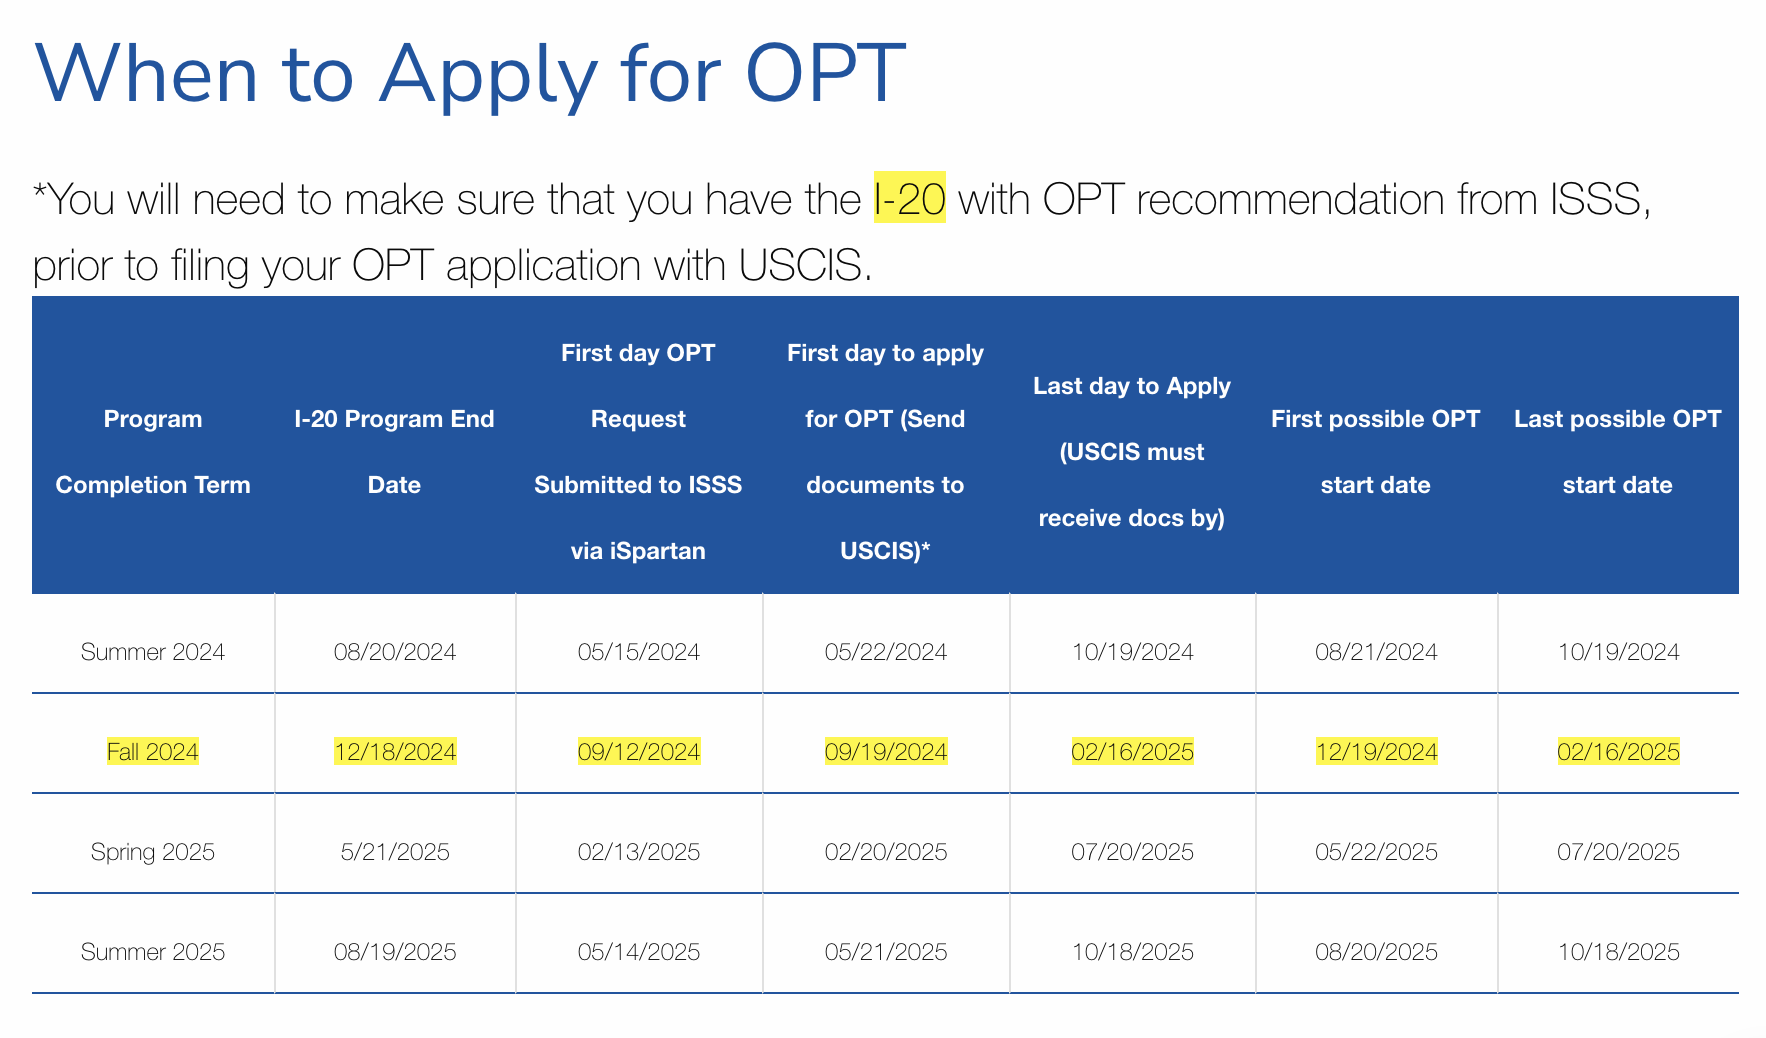 When to Apply for OPT
*You will need to make sure that you have the I-20 with OPT recommendation from ISSS,
prior to filing your OPT application with USCIS.
Program Completion Term
I-20 Program End Date
First day OPT Request Submitted to ISSS via iSpartan
First day to apply for OPT (Send documents to USCIS)*
Last day to Apply (USCIS must receive docs by)
First possible OPT start date
Last possible OPT start date
Summer 2024 08/20/2024 05/15/2024 05/22/2024 10/19/2024 08/21/2024 10/19/2024
Fall 2024 12/18/2024 09/12/2024 09/19/2024 02/16/2025 12/19/2024 02/16/2025
Spring 2025 5/21/2025 02/13/2025 02/20/2025 07/20/2025 05/22/2025 07/20/2025
Summer 2025 08/19/2025 05/14/2025 05/21/2025 10/18/2025 08/20/2025 10/18/2025